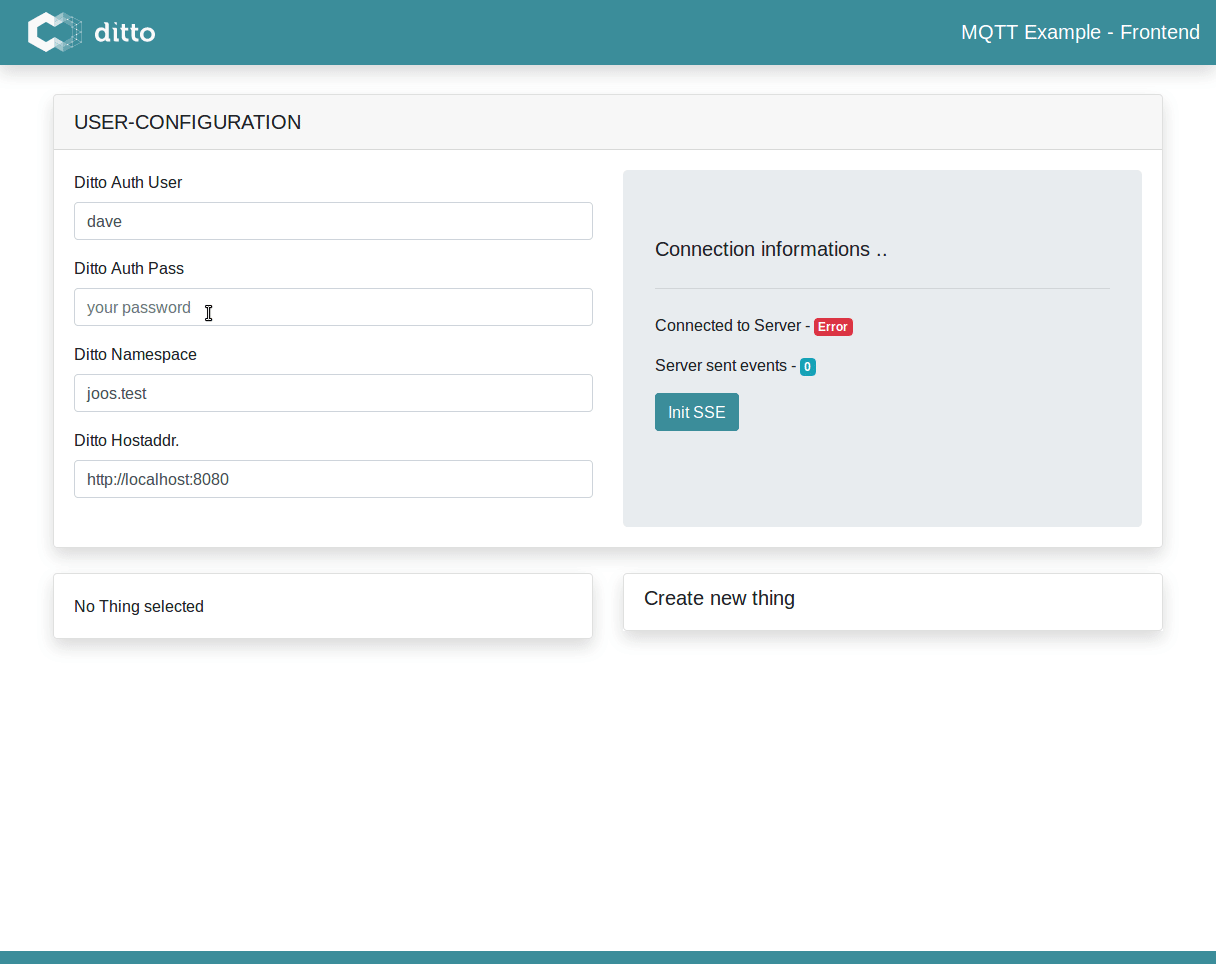 ditto
MQTT Example - Frontend
USER-CONFIGURATION
Ditto Auth User
dave
Ditto Auth Pass
your password
Ditto Namespace
joos.test
Ditto Hostaddr.
http://localhost:8080
Connection informations ..
Connected to Server - Error
Server sent events - 0
Init SSE
No Thing selected
Create new thing